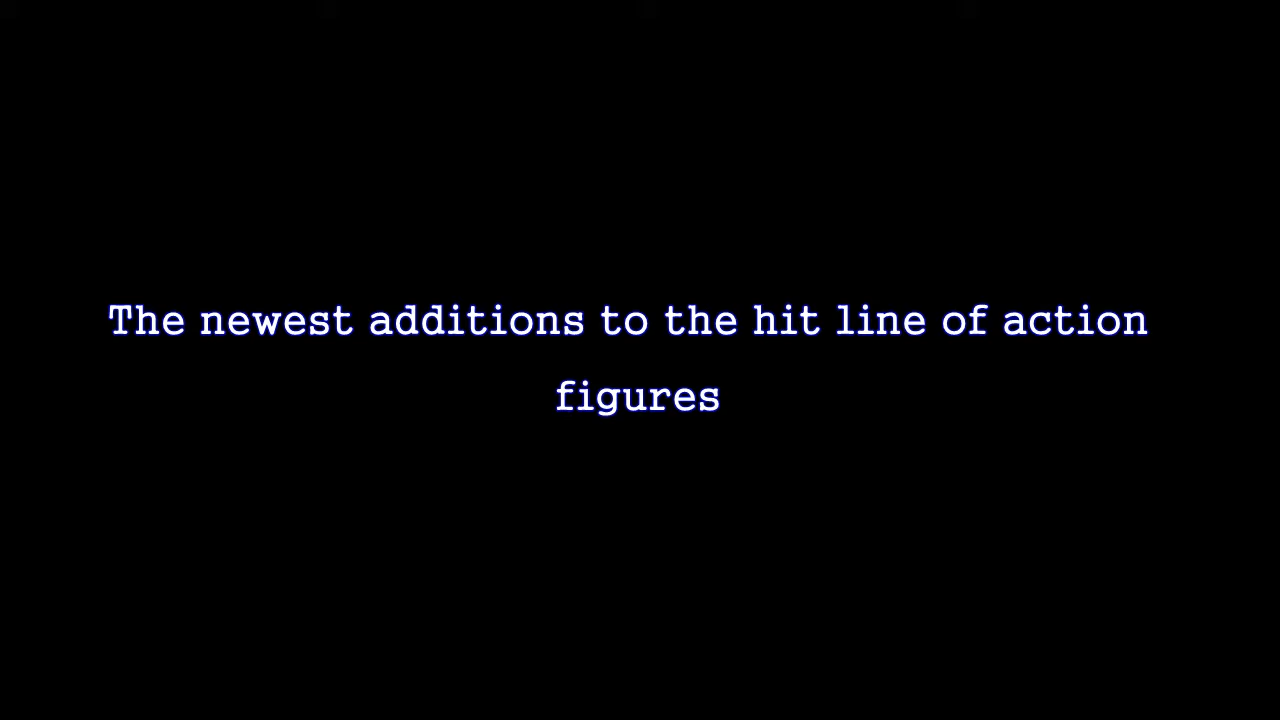 The newest additions to the hit line of action
figures